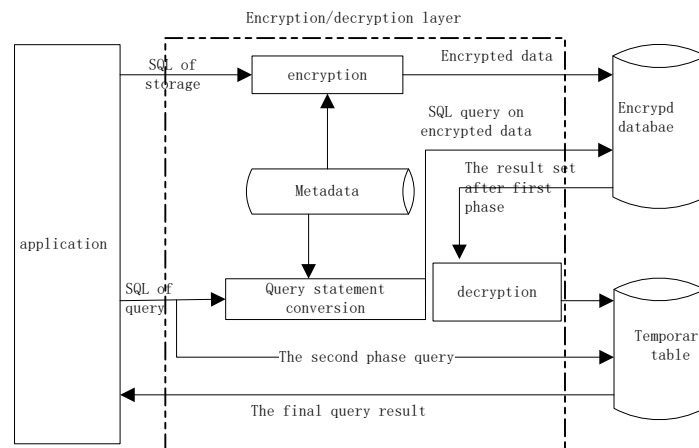 Encryption/decryption layer
SQL of
storage
encryption
Encrypted data
SQL query on
encrypted data
Encrypd
databae
Metadata
The result set
after first
phase
application
SQL of
query
Query statement
conversion
decryption
Temporar
table
The second phase query
The final query result